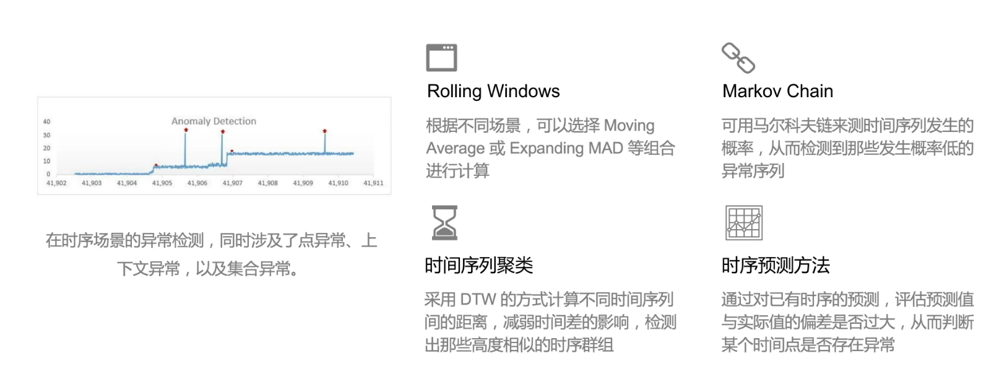 Anomaly Detection
40
30
20
10
0
41,902 41,903 41,904 41,905 41,906 41,907 41,908 41,909 41,910 41,911
在时序场景的异常检测，同时涉及了点异常、上
下文异常，以及集合异常。
Rolling Windows
根据不同场景，可以选择 Moving
Average 或 Expanding MAD 等组合
进行计算
Markov Chain
可用马尔科夫链来测时间序列发生的
概率，从而检测到那些发生概率低的
异常序列
时间序列聚类
采用 DTW 的方式计算不同时间序列
间的距离，减弱时间差的影响，检测
出那些高度相似的时序群组
时序预测方法
通过对已有时序的预测，评估预测值
与实际值的偏差是否过大，从而判断
某个时间点是否存在异常